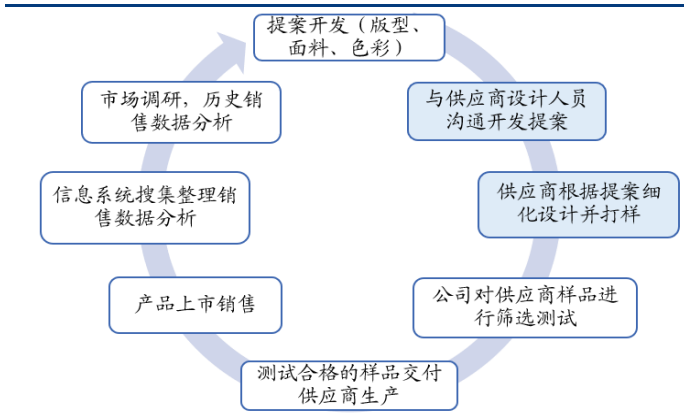 提案开发（版型、
面料、色彩）
与供应商设计人员
沟通开发提案
供应商根据提案细
化设计并打样
公司对供应商样品进
行筛选测试
测试合格的样品交付
供应商生产
产品上市销售
信息系统搜集整理销
售数据分析
市场调研，历史销
售数据分析